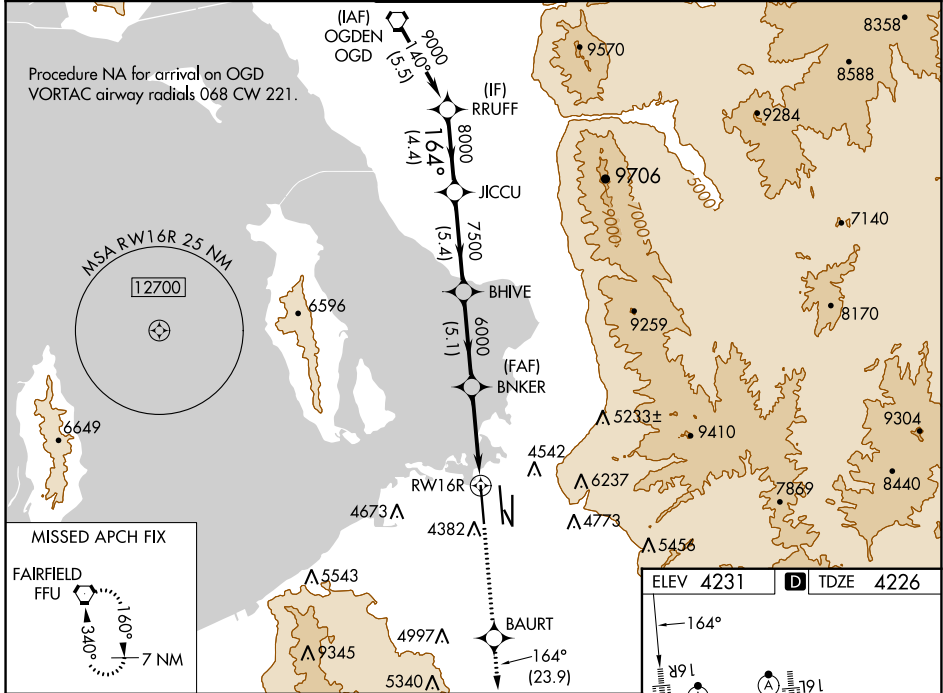 (IAF)
OGDEN
OGD
9000
140°
(5.5)
Procedure NA for arrival on OGD
VORTAC airway radials 068 CW 221.
(IF)
RRUFF
8000
164°
(4.4)
JICCU
7500
(5.4)
BHIVE
6000
(5.1)
(FAF)
BNKER
RW16R
MSA RW16R 25 NM
12700
6596
6649
9570
8358
8588
9284
9706
5000
7000
9000
7140
8170
9259
5233±
9410
9304
4542
6237
7869
8440
4673
4382
4773
5456
5543
9345
4997
5340
BAURT
164°
(23.9)
MISSED APCH FIX
FAIRFIELD
FFU
160°
340°
7 NM
ELEV 4231
D
TDZE 4226
164°
16R
A
16L